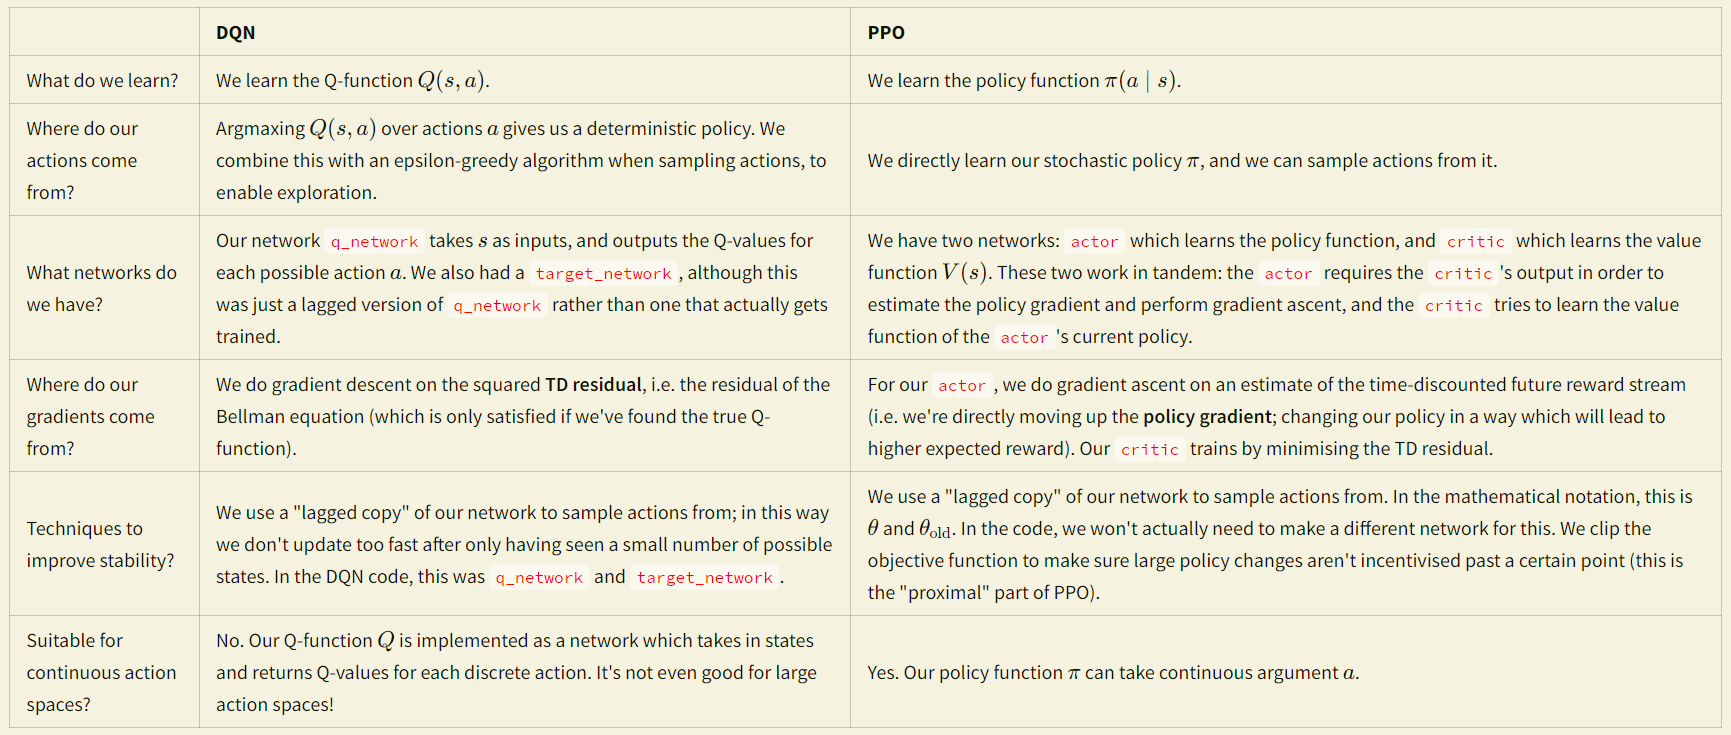 DQN
PPO
What do we learn?
We learn the Q-function Q(s, a).
We learn the policy function π(a | s).
Where do our
actions come
from?
Argmaxing Q(s, a) over actions a gives us a deterministic policy. We
combine this with an epsilon-greedy algorithm when sampling actions, to
enable exploration.
We directly learn our stochastic policy π, and we can sample actions from it.
What networks do
we have?
Our network q_network takes s as inputs, and outputs the Q-values for
each possible action a. We also had a target_network , although this
was just a lagged version of q_network rather than one that actually gets
trained.
We have two networks: actor which learns the policy function, and critic which learns the value
function V(s). These two work in tandem: the actor requires the critic 's output in order to
estimate the policy gradient and perform gradient ascent, and the critic tries to learn the value
function of the actor 's current policy.
Where do our
gradients come
from?
We do gradient descent on the squared TD residual, i.e. the residual of the
Bellman equation (which is only satisfied if we've found the true Q-
function).
For our actor , we do gradient ascent on an estimate of the time-discounted future reward stream
(i.e. we're directly moving up the policy gradient; changing our policy in a way which will lead to
higher expected reward). Our critic trains by minimising the TD residual.
Techniques to
improve stability?
We use a "lagged copy" of our network to sample actions from; in this way
we don't update too fast after only having seen a small number of possible
states. In the DQN code, this was q_network and target_network .
We use a "lagged copy" of our network to sample actions from. In the mathematical notation, this is
θ and θold. In the code, we won't actually need to make a different network for this. We clip the
objective function to make sure large policy changes aren't incentivised past a certain point (this is
the "proximal" part of PPO).
Suitable for
continuous action
spaces?
No. Our Q-function Q is implemented as a network which takes in states
and returns Q-values for each discrete action. It's not even good for large
action spaces!
Yes. Our policy function π can take continuous argument a.